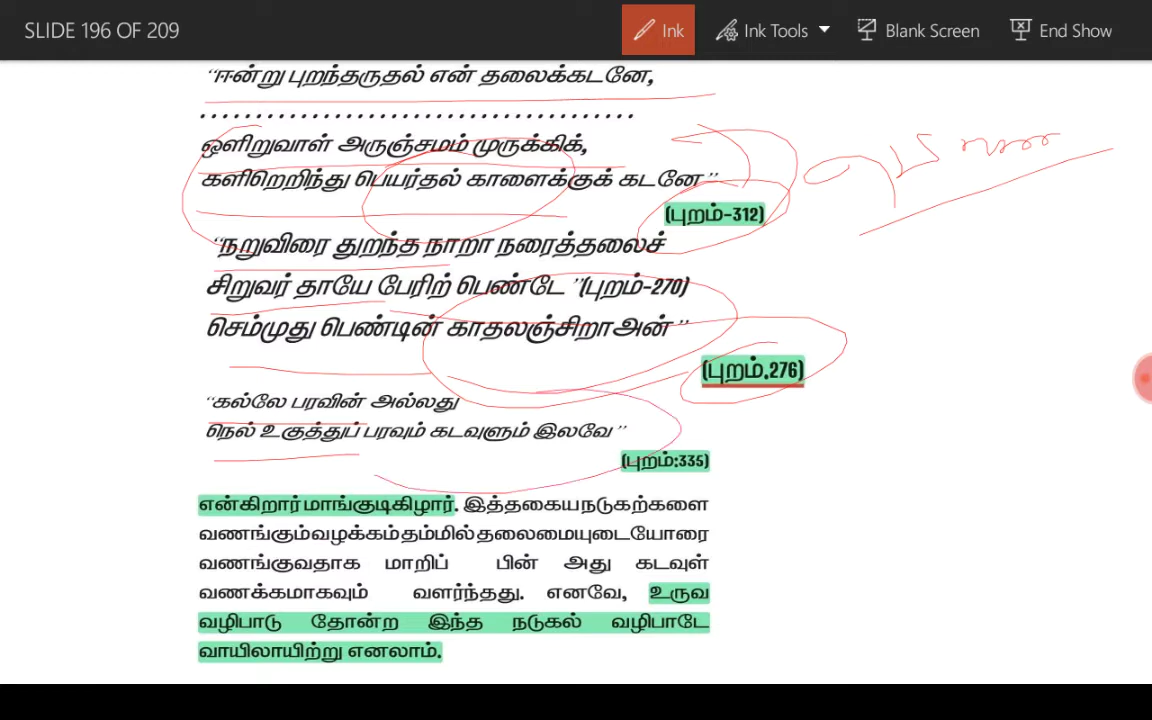 SLIDE 196 OF 209
Ink
Ink Tools
Blank Screen
End Show
“ஈன்று புறந்தருதல் என் தலைக்கடனே,
......................................
ஒளிறுவாள் அருஞ்சமம் முருக்கிக்,
களிறெறிந்து பெயர்தல் காளைக்குக் கடனே”
(புறம்-312)
“நறுவிரை துறந்த நாறா நரைத்தலைச்
சிறுவர் தாயே பேரிற் பெண்டே ”(புறம்-270)
செம்முது பெண்டின் காதலஞ்சிறாஅன்”
(புறம்.276)
“கல்லே பரவின் அல்லது
நெல் உகுத்துப் பரவும் கடவுளும் இலவே”
(புறம்:335)
என்கிறார் மாங்குடிகிழார். இத்தகைய நடுகற்களை
வணங்கும் வழக்கம் தம்மில் தலைமையுடையோரை
வணங்குவதாக மாறிப் பின் அது கடவுள்
வணக்கமாகவும் வளர்ந்தது. எனவே, உருவ
வழிபாடு தோன்ற இந்த நடுகல் வழிபாடே
வாயிலாயிற்று எனலாம்.